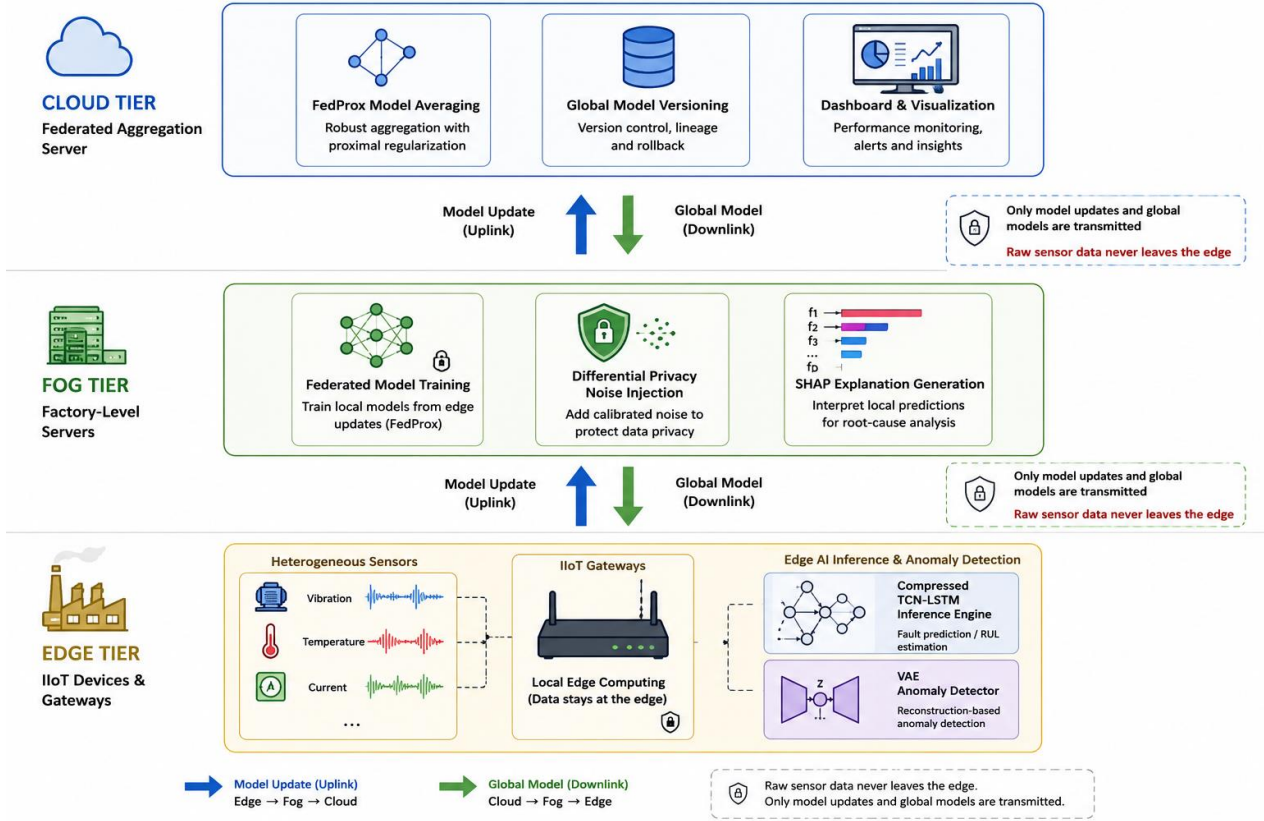 CLOUD TIER
Federated Aggregation
Server
FedProx Model Averaging
Robust aggregation with
proximal regularization
Global Model Versioning
Version control, lineage
and rollback
Dashboard & Visualization
Performance monitoring,
alerts and insights
Model Update
(Uplink)
Global Model
(Downlink)
Only model updates and global
models are transmitted
Raw sensor data never leaves the edge
FOG TIER
Factory-Level
Servers
Federated Model Training
Train local models from edge
updates (FedProx)
Differential Privacy
Noise Injection
Add calibrated noise to
protect data privacy
f1
f2
f3
...
fD
SHAP Explanation Generation
Interpret local predictions
for root-cause analysis
Model Update
(Uplink)
Global Model
(Downlink)
Only model updates and global
models are transmitted
Raw sensor data never leaves the edge
EDGE TIER
IIoT Devices &
Gateways
Heterogeneous Sensors
Vibration
Temperature
A
Current
...
IIoT Gateways
Local Edge Computing
(Data stays at the edge)
Edge AI Inference & Anomaly Detection
Compressed
TCN-LSTM
Inference Engine
Fault prediction / RUL
estimation
z
...
VAE
Anomaly Detector
Reconstruction-based
anomaly detection
Model Update (Uplink)
Edge → Fog → Cloud
Global Model (Downlink)
Cloud → Fog → Edge
Raw sensor data never leaves the edge.
Only model updates and global models are transmitted.